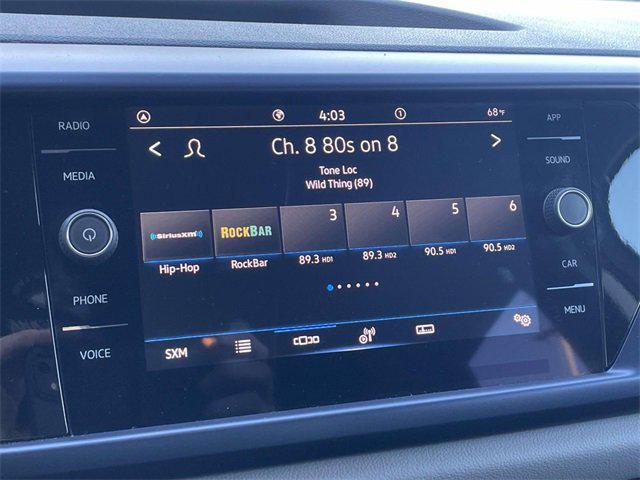 RADIO
MEDIA
PHONE
VOICE
4:03
1
68°F
Ch. 8 80s on 8
Tone Loc
Wild Thing (89)
SiriusXM
Hip-Hop
ROCKBAR
RockBar
3
89.3 HD1
4
89.3 HD2
5
90.5 HD1
6
90.5 HD2
SXM
APP
SOUND
CAR
MENU